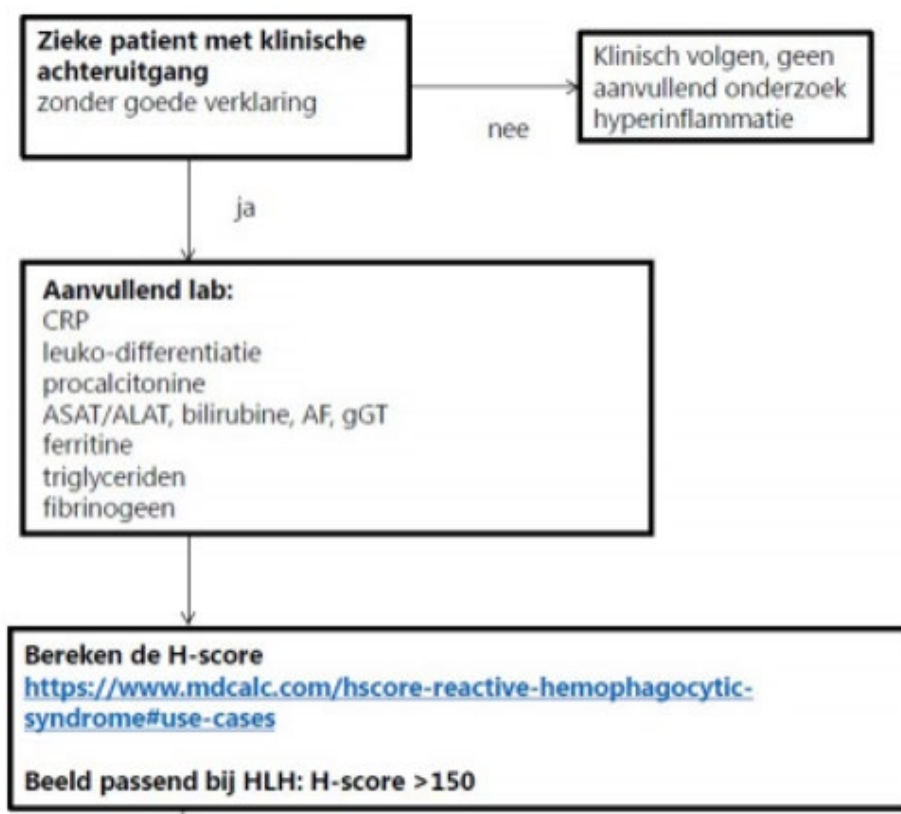 Zieke patient met klinische
achteruitgang
zonder goede verklaring
Klinisch volgen, geen
aanvullend onderzoek
hyperinflammatie
nee
ja
Aanvullend lab:
CRP
leuko-differentiatie
procalcitonine
ASAT/ALAT, bilirubine, AF, gGT
ferritine
triglyceriden
fibrinogeen
Bereken de H-score
https://www.mdcalc.com/hscore-reactive-hemophagocytic-
syndrome#use-cases
Beeld passend bij HLH: H-score >150